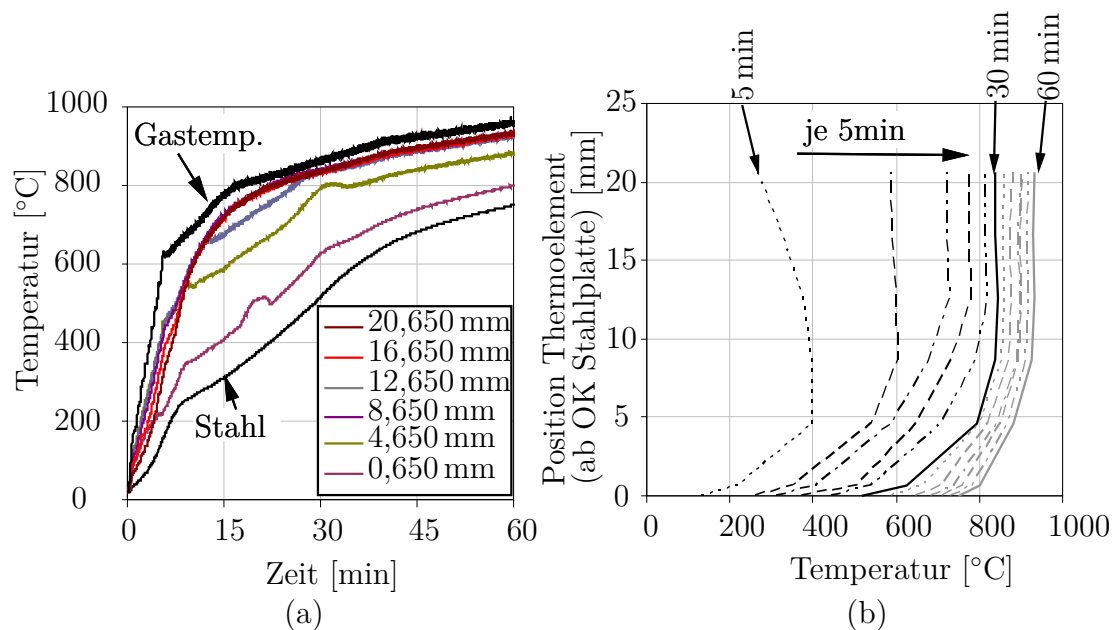 1000
800
600
400
200
0
Temperatur [°C]
Gastemp.
Stahl
20,650 mm
16,650 mm
12,650 mm
8,650 mm
4,650 mm
0,650 mm
0
15
30
45
60
Zeit [min]
(a)
5 min
30 min
60 min
je 5min
25
20
15
10
5
0
Position Thermoelement
(ab OK Stahlplatte) [mm]
0
200
400
600
800
1000
Temperatur [°C]
(b)